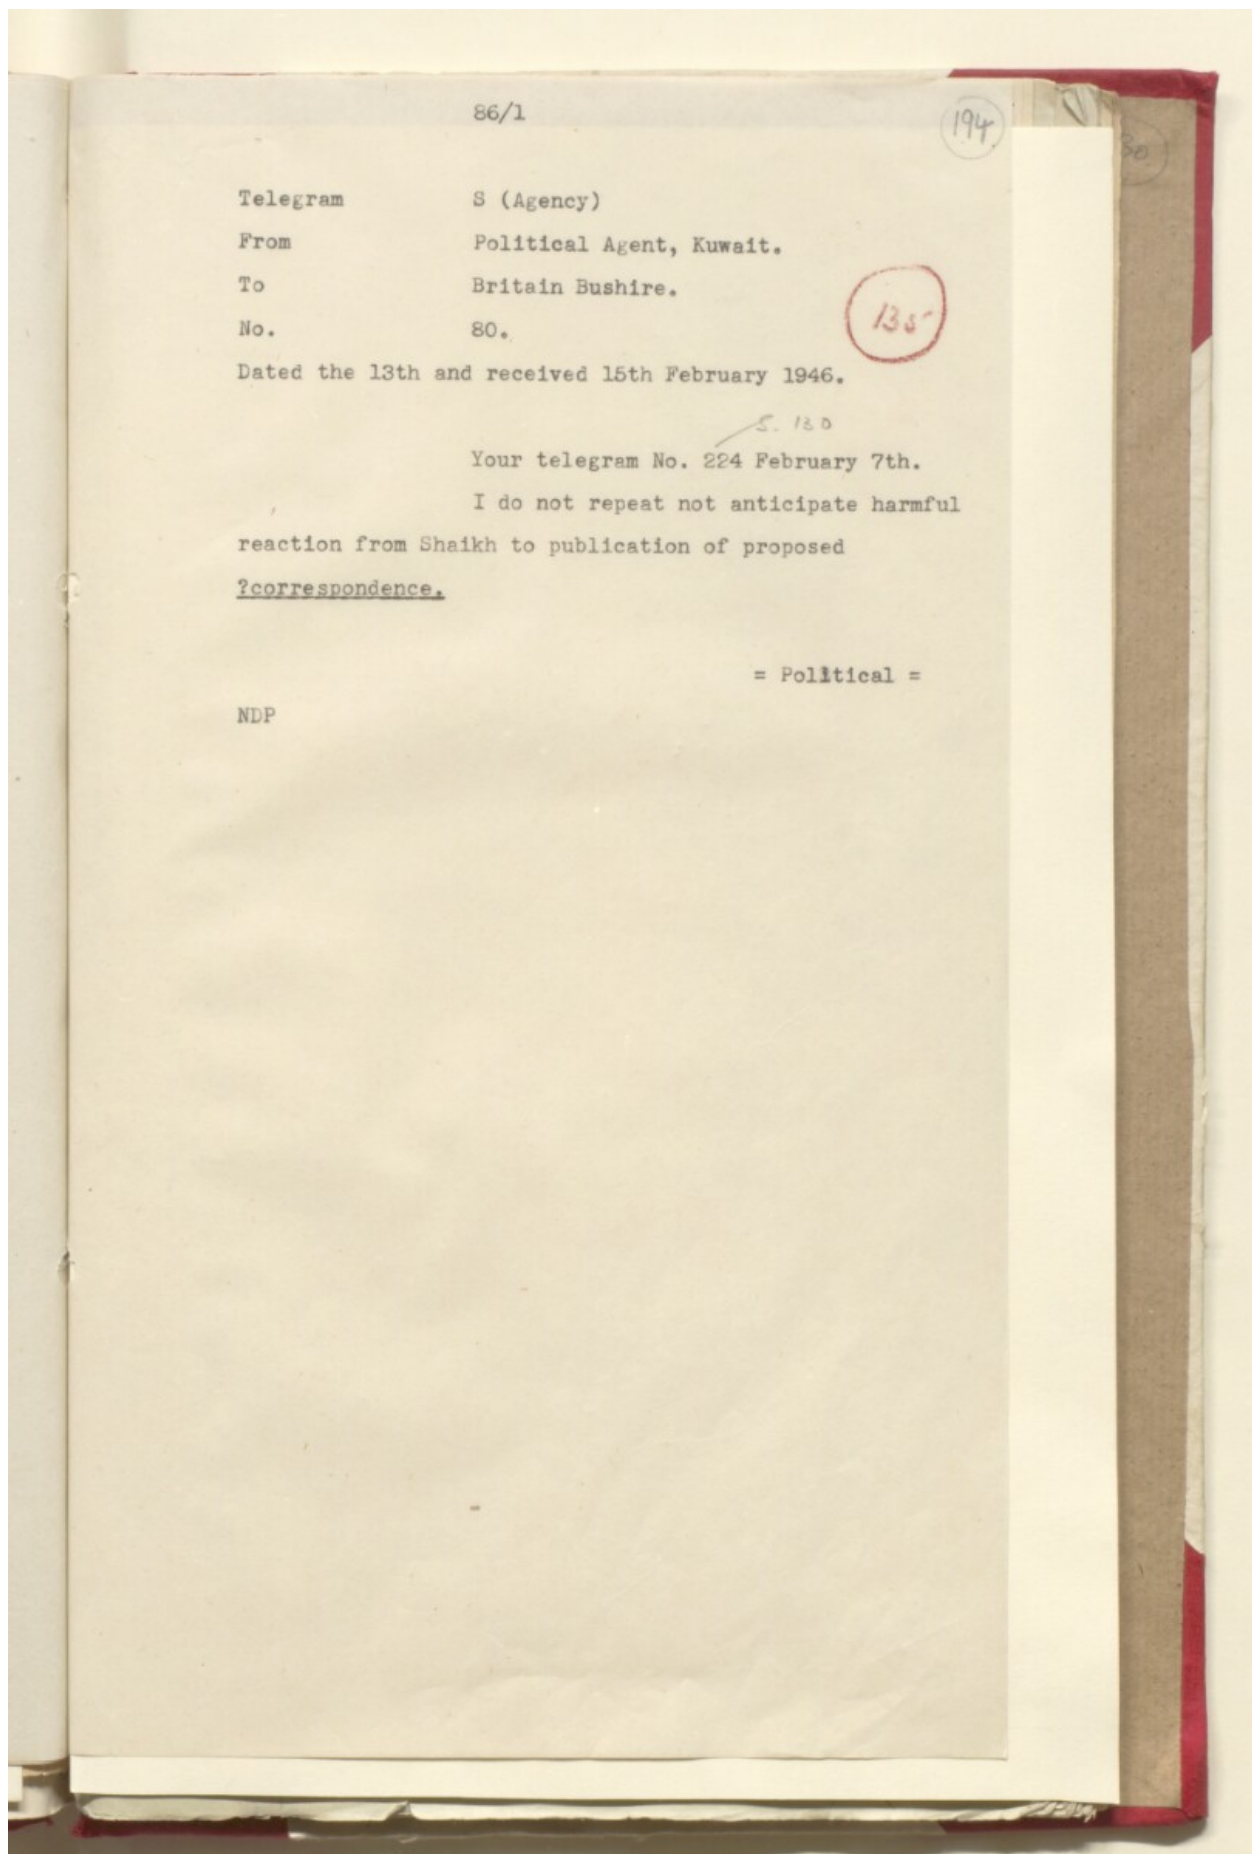 86/1
194
30
Telegram S (Agency)
From Political Agent, Kuwait.
To Britain Bushire.
135
No. 80.
Dated the 13th and received 15th February 1946.
S. 130
Your telegram No. 224 February 7th.
I do not repeat not anticipate harmful
reaction from Shaikh to publication of proposed
?correspondence.
= Political =
NDP